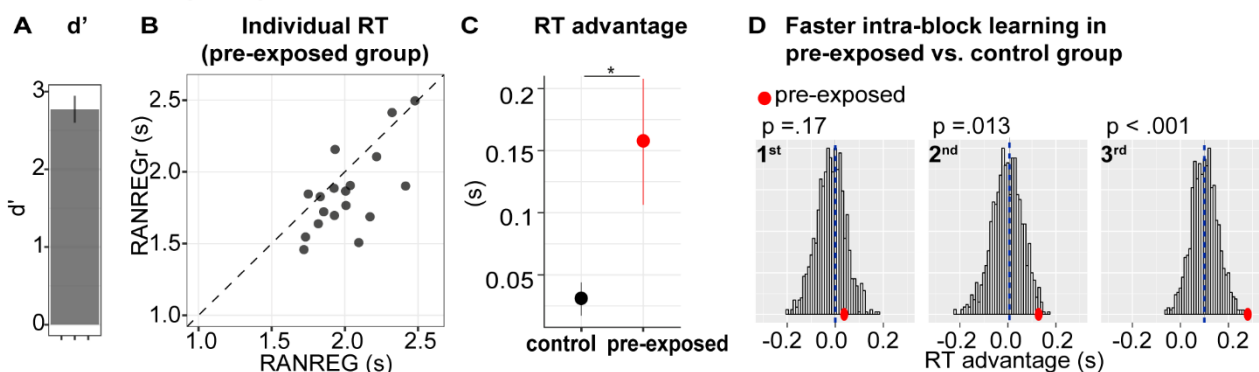 A d'
B Individual RT
(pre-exposed group)
C RT advantage
D Faster intra-block learning in
pre-exposed vs. control group
3
2
1
0
d'
2.5
2.0
1.5
1.0
RANREGr (s)
1.0 1.5 2.0 2.5
RANREG (s)
*
0.2
0.15
0.1
0.05
(s)
control pre-exposed
pre-exposed
p =.17 p =.013 p < .001
1st 2nd 3rd
-0.2 0.0 0.2 -0.2 0.0 0.2 -0.2 0.0 0.2
RT advantage (s)